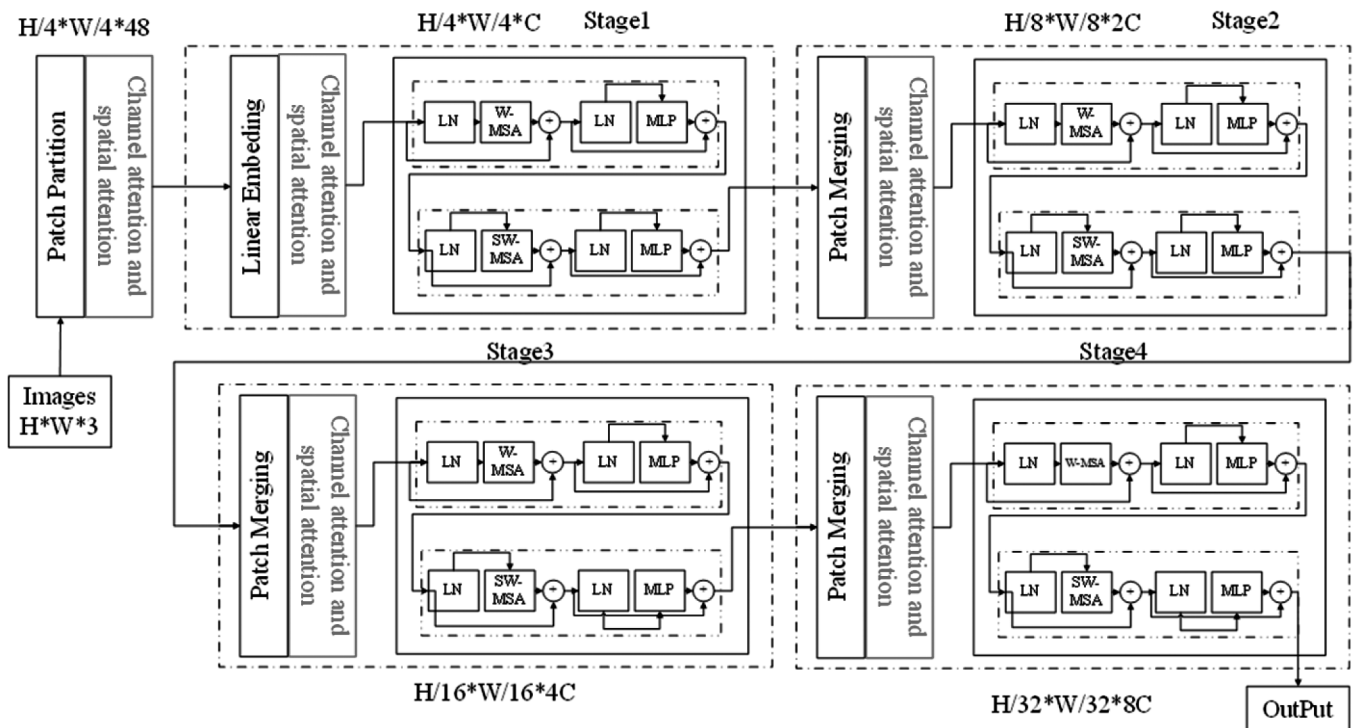 H/4*W/4*48
H/4*W/4*C
Stage1
H/8*W/8*2C
Stage2
Patch Partition
Channel attention and
spatial attention
Images
H*W*3
Linear Embeding
Channel attention and
spatial attention
LN
W-
MSA
+
LN
MLP
+
LN
SW-
MSA
+
LN
MLP
+
Patch Merging
Channel attention and
spatial attention
LN
W-
MSA
+
LN
MLP
+
LN
SW-
MSA
+
LN
MLP
+
Stage3
Stage4
Patch Merging
Channel attention and
spatial attention
LN
W-
MSA
+
LN
MLP
+
LN
SW-
MSA
+
LN
MLP
+
Patch Merging
Channel attention and
spatial attention
LN
W-MSA
+
LN
MLP
+
LN
SW-
MSA
+
LN
MLP
+
H/16*W/16*4C
H/32*W/32*8C
OutPut